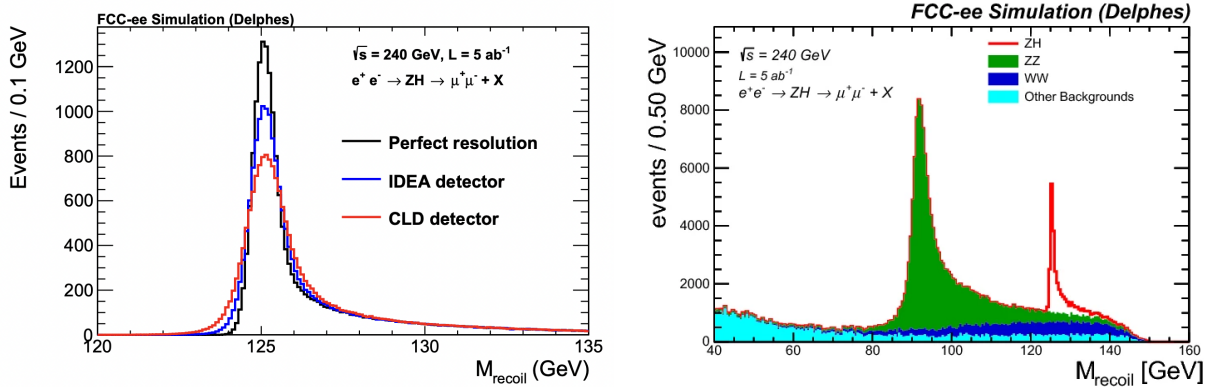 FCC-ee Simulation (Delphes)
√s = 240 GeV, L = 5 ab⁻¹
e⁺ e⁻ → ZH → μ⁺μ⁻ + X
Perfect resolution
IDEA detector
CLD detector
Events / 0.1 GeV
1200
1000
800
600
400
200
0
120 125 130 135
M_recoil (GeV)
FCC-ee Simulation (Delphes)
√s = 240 GeV
L = 5 ab⁻¹
e⁺e⁻ → ZH → μ⁺μ⁻ + X
ZH
ZZ
WW
Other Backgrounds
events / 0.50 GeV
10000
8000
6000
4000
2000
0
40 60 80 100 120 140 160
M_recoil [GeV]